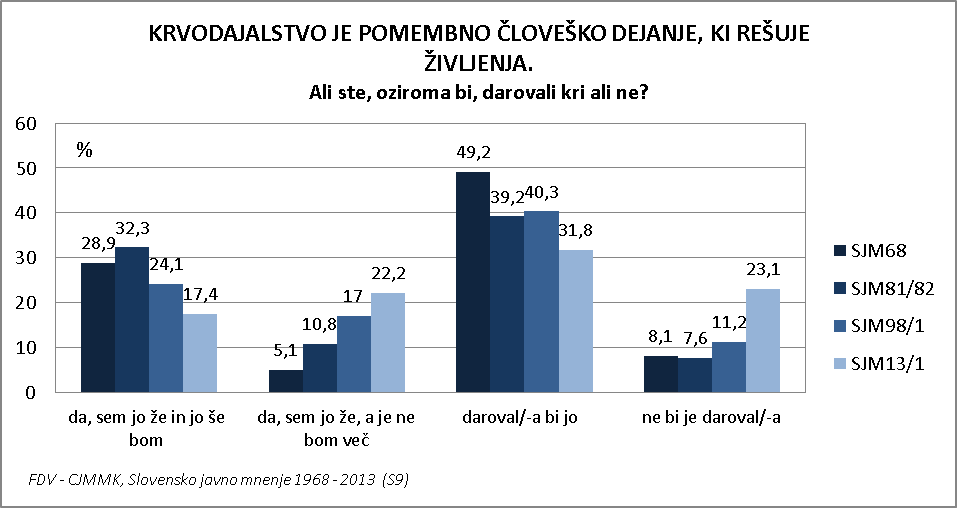 KRVODAJALSTVO JE POMEMBNO ČLOVEŠKO DEJANJE, KI REŠUJE
ŽIVLJENJA.
Ali ste, oziroma bi, darovali kri ali ne?
60
50
40
30
20
10
0
%
28,9
32,3
24,1
17,4
5,1
10,8
17
22,2
49,2
39,2
40,3
31,8
8,1
7,6
11,2
23,1
SJM68
SJM81/82
SJM98/1
SJM13/1
da, sem jo že in jo še
bom
da, sem jo že, a je ne
bom več
daroval/-a bi jo
ne bi je daroval/-a
FDV - CJMMK, Slovensko javno mnenje 1968 - 2013 (S9)